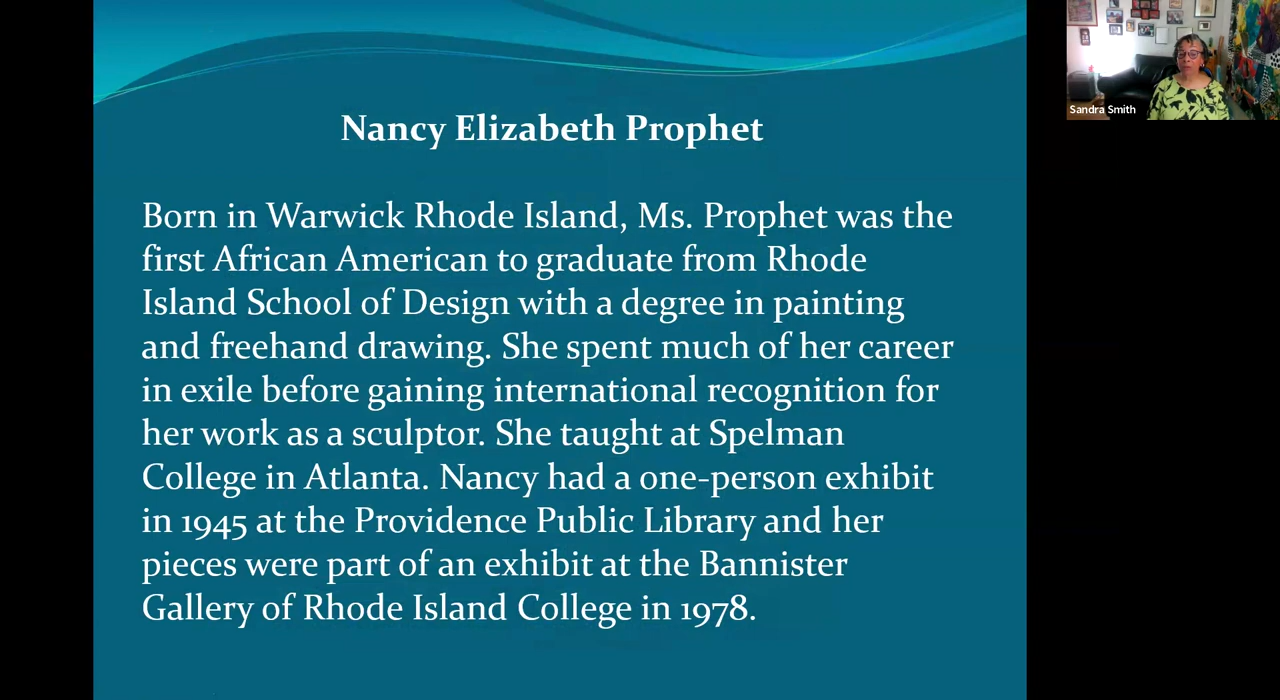 Nancy Elizabeth Prophet
Born in Warwick Rhode Island, Ms. Prophet was the
first African American to graduate from Rhode
Island School of Design with a degree in painting
and freehand drawing. She spent much of her career
in exile before gaining international recognition for
her work as a sculptor. She taught at Spelman
College in Atlanta. Nancy had a one-person exhibit
in 1945 at the Providence Public Library and her
pieces were part of an exhibit at the Bannister
Gallery of Rhode Island College in 1978.
Sandra Smith